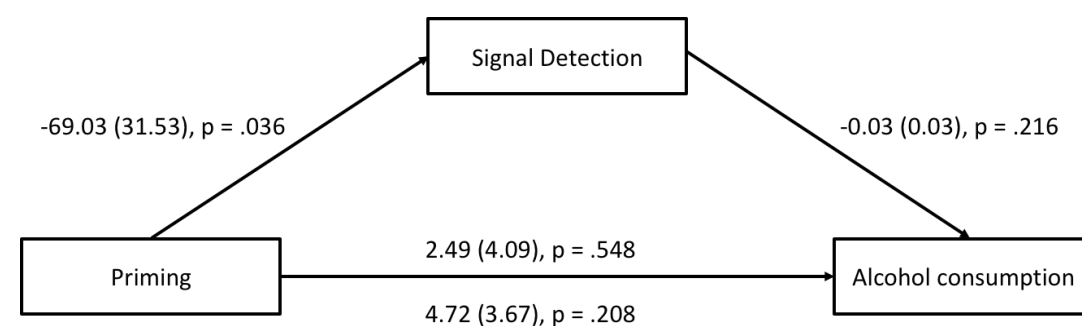 Signal Detection
-69.03 (31.53), p = .036
-0.03 (0.03), p = .216
2.49 (4.09), p = .548
Priming
Alcohol consumption
4.72 (3.67), p = .208